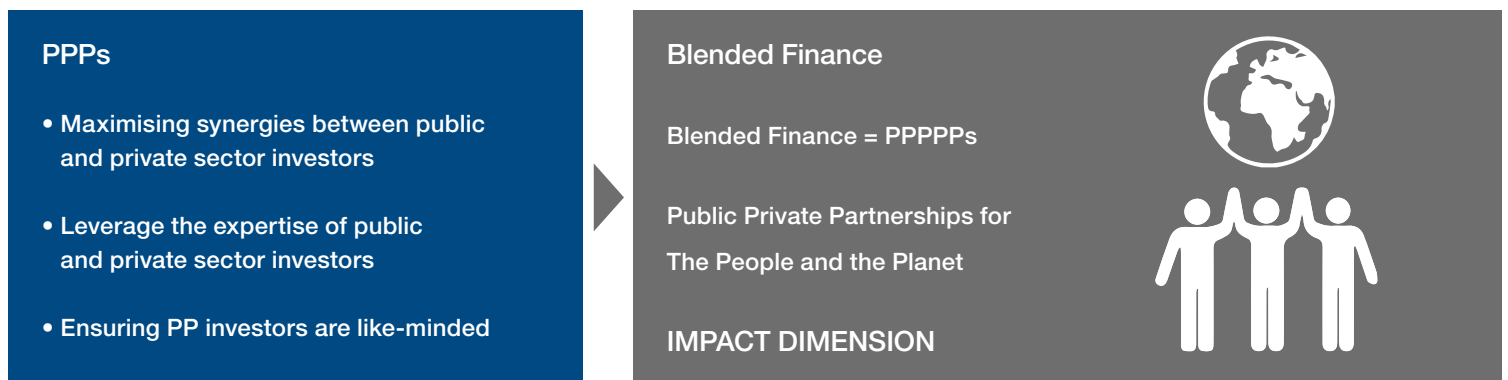 PPPs
• Maximising synergies between public
and private sector investors
• Leverage the expertise of public
and private sector investors
• Ensuring PP investors are like-minded
Blended Finance
Blended Finance = PPPPPs
Public Private Partnerships for
The People and the Planet
IMPACT DIMENSION